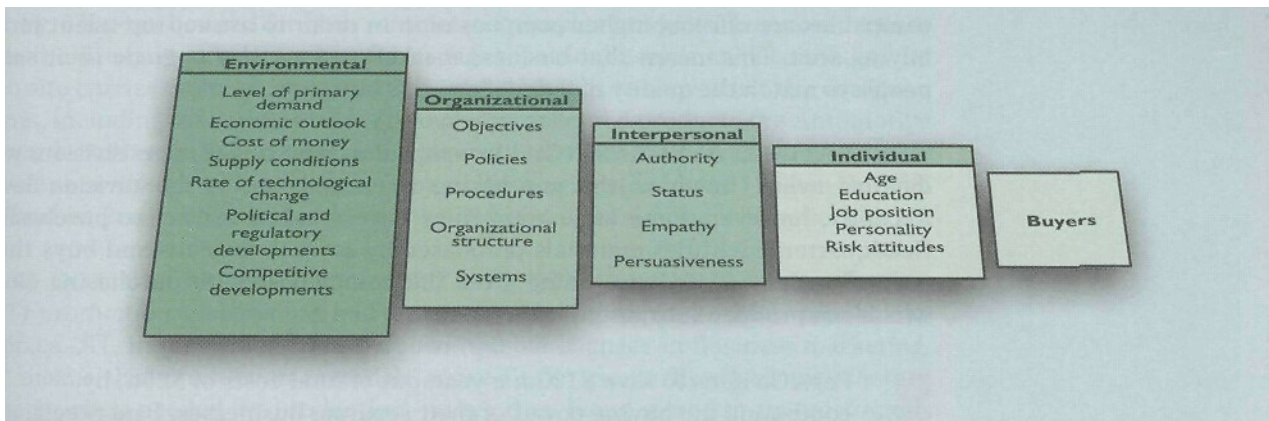 Environmental
Level of primary
demand
Economic outlook
Cost of money
Supply conditions
Rate of technological
change
Political and
regulatory
developments
Competitive
developments
Organizational
Objectives
Policies
Procedures
Organizational
structure
Systems
Interpersonal
Authority
Status
Empathy
Persuasiveness
Individual
Age
Education
Job position
Personality
Risk attitudes
Buyers